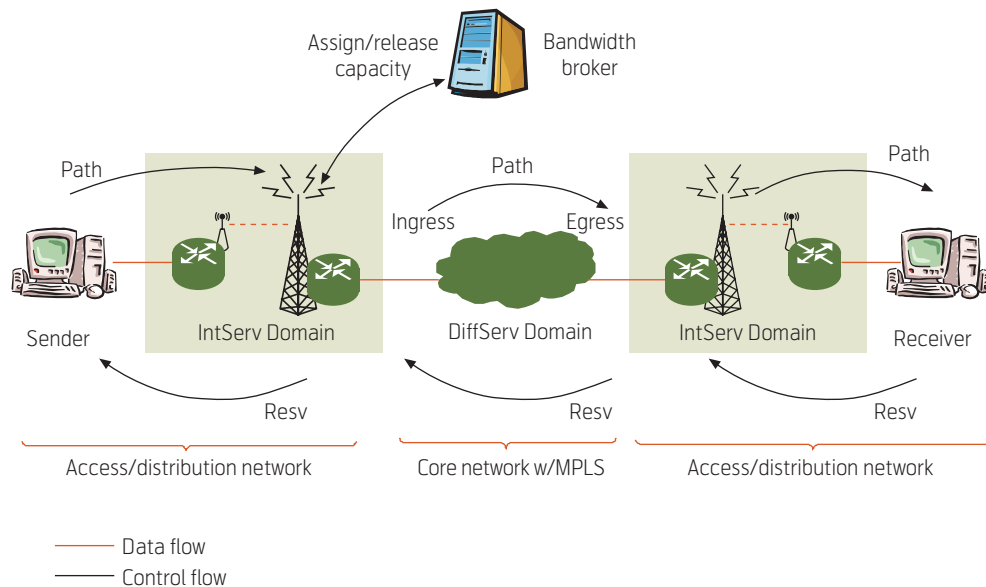 Assign/release
capacity
Bandwidth
broker
Path
Path
Path
Ingress
Egress
Sender
IntServ Domain
DiffServ Domain
IntServ Domain
Receiver
Resv
Resv
Resv
Access/distribution network
Core network w/MPLS
Access/distribution network
Data flow
Control flow